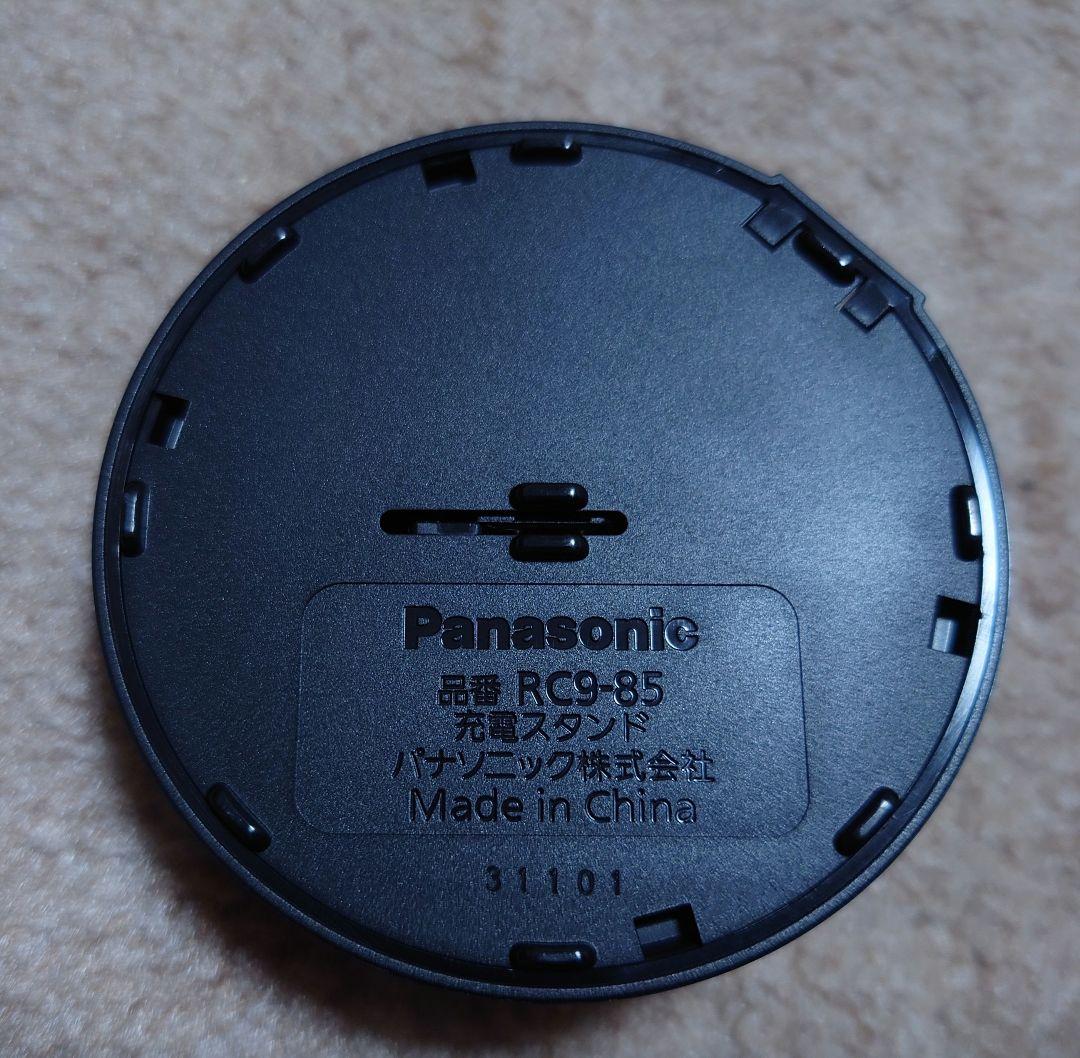 Panasonic
品番 RC9-85
充電スタンド
パナソニック株式会社
Made in China
31101